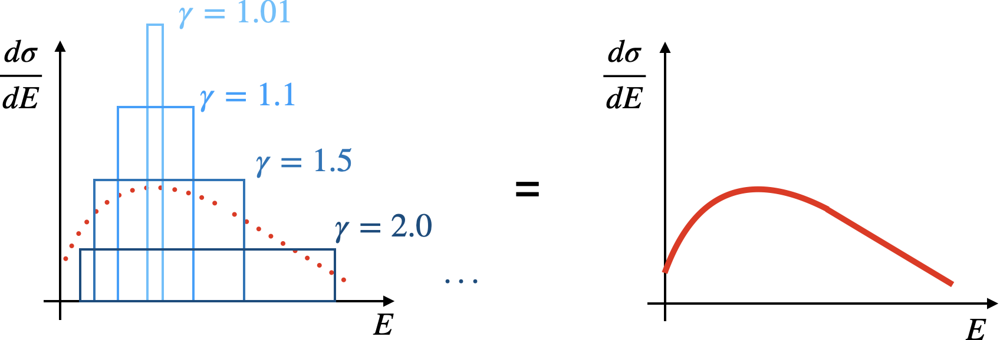 γ = 1.01
dσ
dE
γ = 1.1
γ = 1.5
γ = 2.0
...
E
=
dσ
dE
E